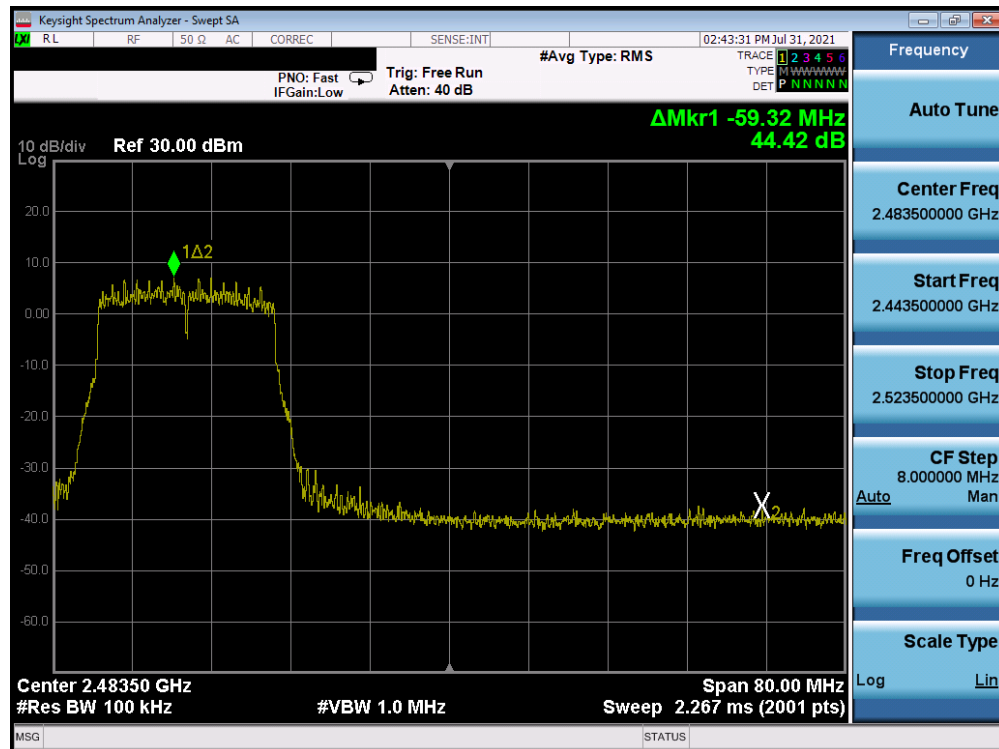 Keysight Spectrum Analyzer - Swept SA
LXI RL RF 50 Ω AC CORREC SENSE:INT 02:43:31 PM Jul 31, 2021
Frequency
#Avg Type: RMS
TRACE 1 2 3 4 5 6
TYPE M WWWWW
DET P N N N N N
PNO: Fast
IFGain:Low
Trig: Free Run
Atten: 40 dB
ΔMkr1 -59.32 MHz
44.42 dB
10 dB/div Ref 30.00 dBm
Log
20.0
10.0
0.00
-10.0
-20.0
-30.0
-40.0
-50.0
-60.0
1Δ2
X2
Center 2.48350 GHz
Span 80.00 MHz
#Res BW 100 kHz
#VBW 1.0 MHz
Sweep 2.267 ms (2001 pts)
Auto Tune
Center Freq
2.483500000 GHz
Start Freq
2.443500000 GHz
Stop Freq
2.523500000 GHz
CF Step
8.000000 MHz
Auto Man
Freq Offset
0 Hz
Scale Type
Log Lin
MSG STATUS